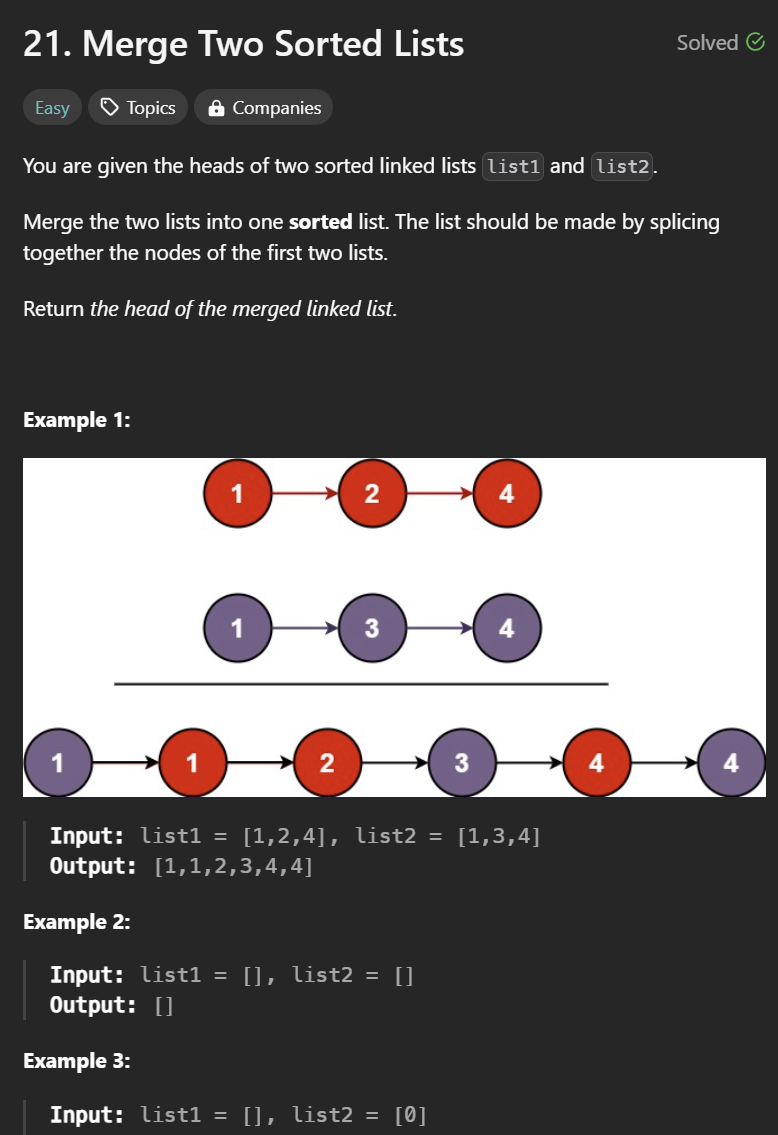 21. Merge Two Sorted Lists
Solved
Easy
Topics
Companies
You are given the heads of two sorted linked lists list1 and list2.
Merge the two lists into one sorted list. The list should be made by splicing
together the nodes of the first two lists.
Return the head of the merged linked list.
Example 1:
1 2 4
1 3 4
1 1 2 3 4 4
Input: list1 = [1,2,4], list2 = [1,3,4]
Output: [1,1,2,3,4,4]
Example 2:
Input: list1 = [], list2 = []
Output: []
Example 3:
Input: list1 = [], list2 = [0]